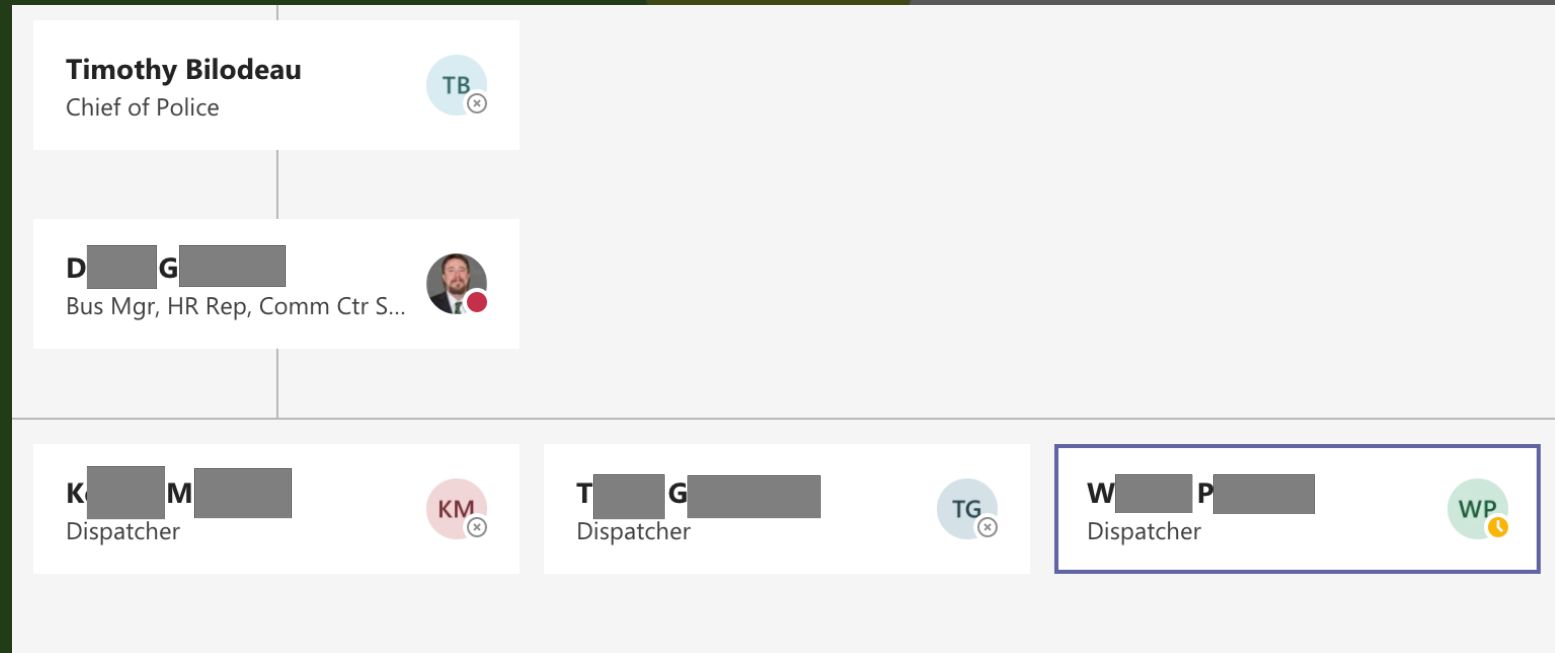 Timothy Bilodeau
Chief of Police
TB
D G
Bus Mgr, HR Rep, Comm Ctr S...
K M
Dispatcher
KM
T G
Dispatcher
TG
W P
Dispatcher
WP